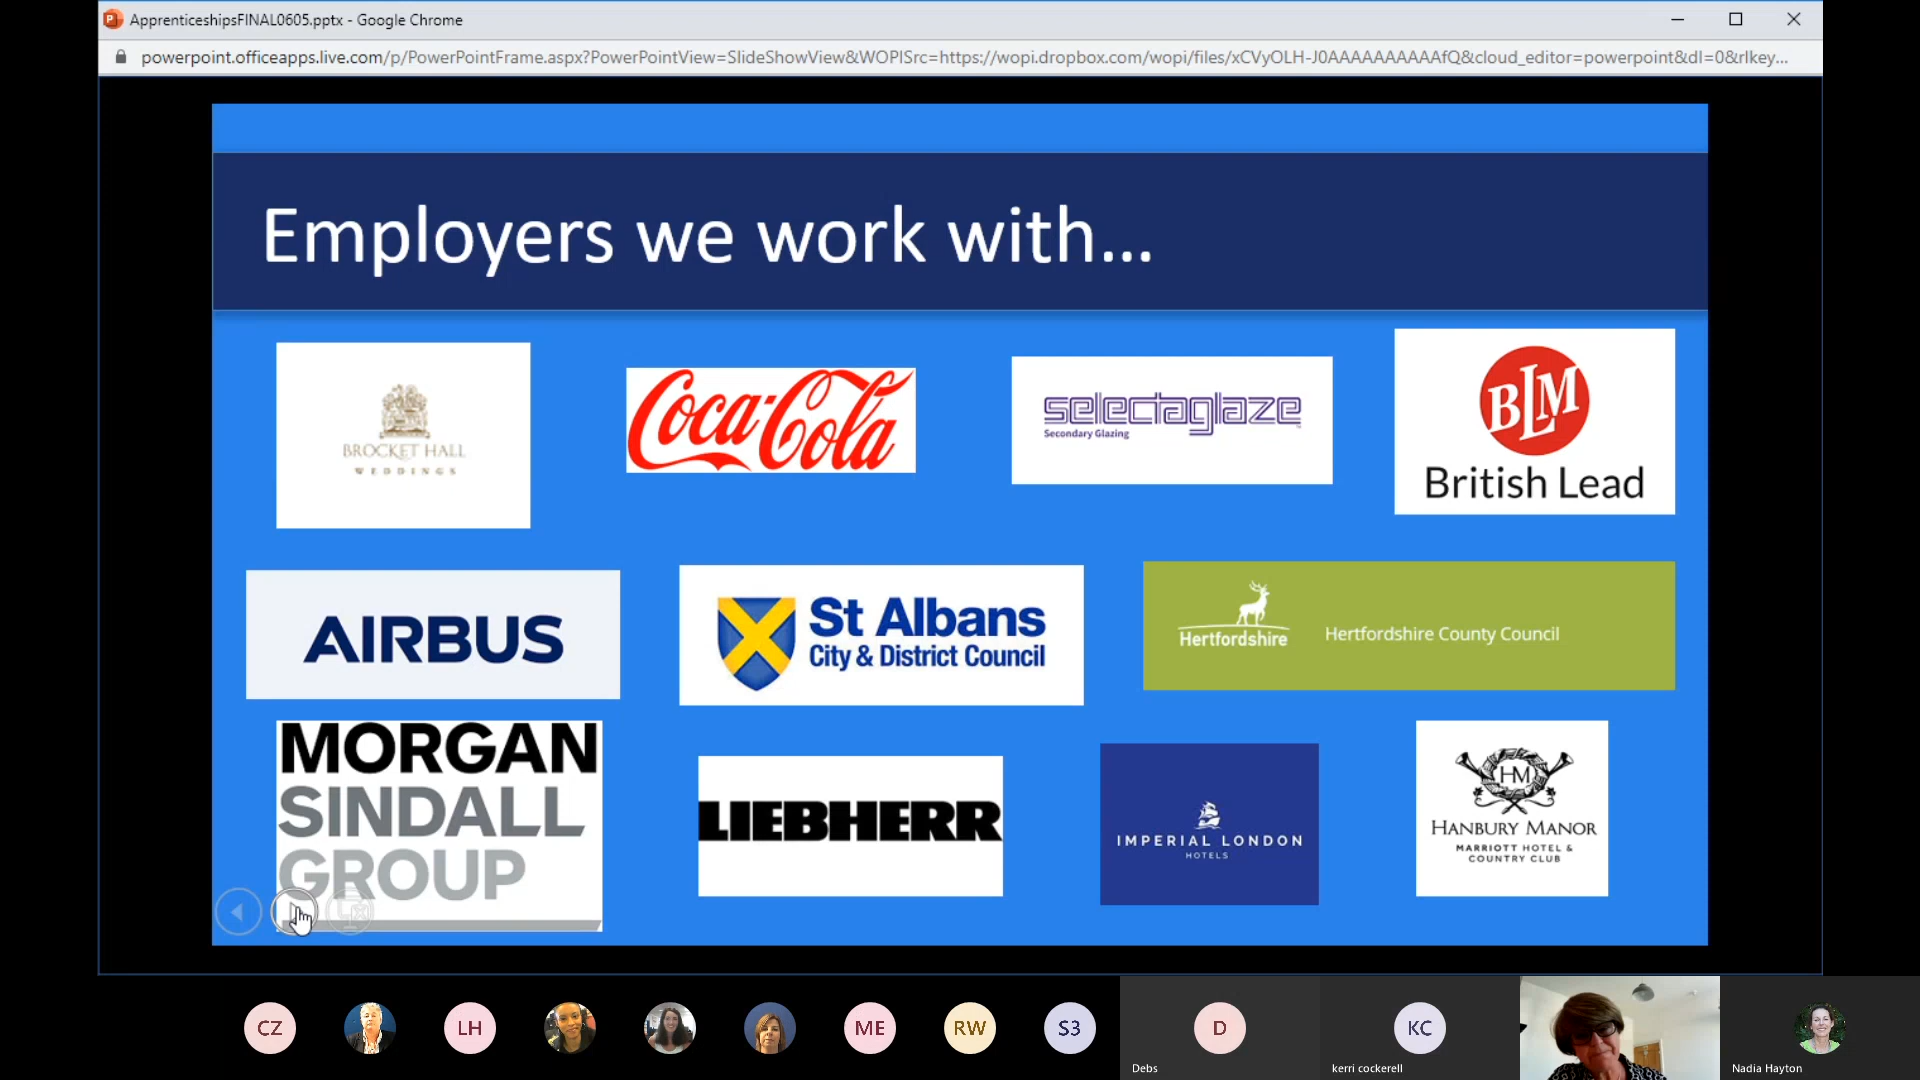 ApprenticeshipsFINAL0605.pptx - Google Chrome
powerpoint.officeapps.live.com/p/PowerPointFrame.aspx?PowerPointView=SlideShowView&WOPISrc=https://wopi.dropbox.com/wopi/files/xCVyOLH-J0AAAAAAAAAAfQ&cloud_editor=powerpoint&dl=0&rlkey...
Employers we work with...
BROCKET HALL
WEDDINGS
Coca-Cola
selectaglaze
Secondary Glazing
BLM
British Lead
AIRBUS
St Albans
City & District Council
Hertfordshire
Hertfordshire County Council
MORGAN
SINDALL
GROUP
LIEBHERR
IMPERIAL LONDON
HOTELS
HM
HANBURY MANOR
MARRIOTT HOTEL &
COUNTRY CLUB
CZ
LH
ME
RW
S3
D
KC
Debs
kerri cockerell
Nadia Hayton